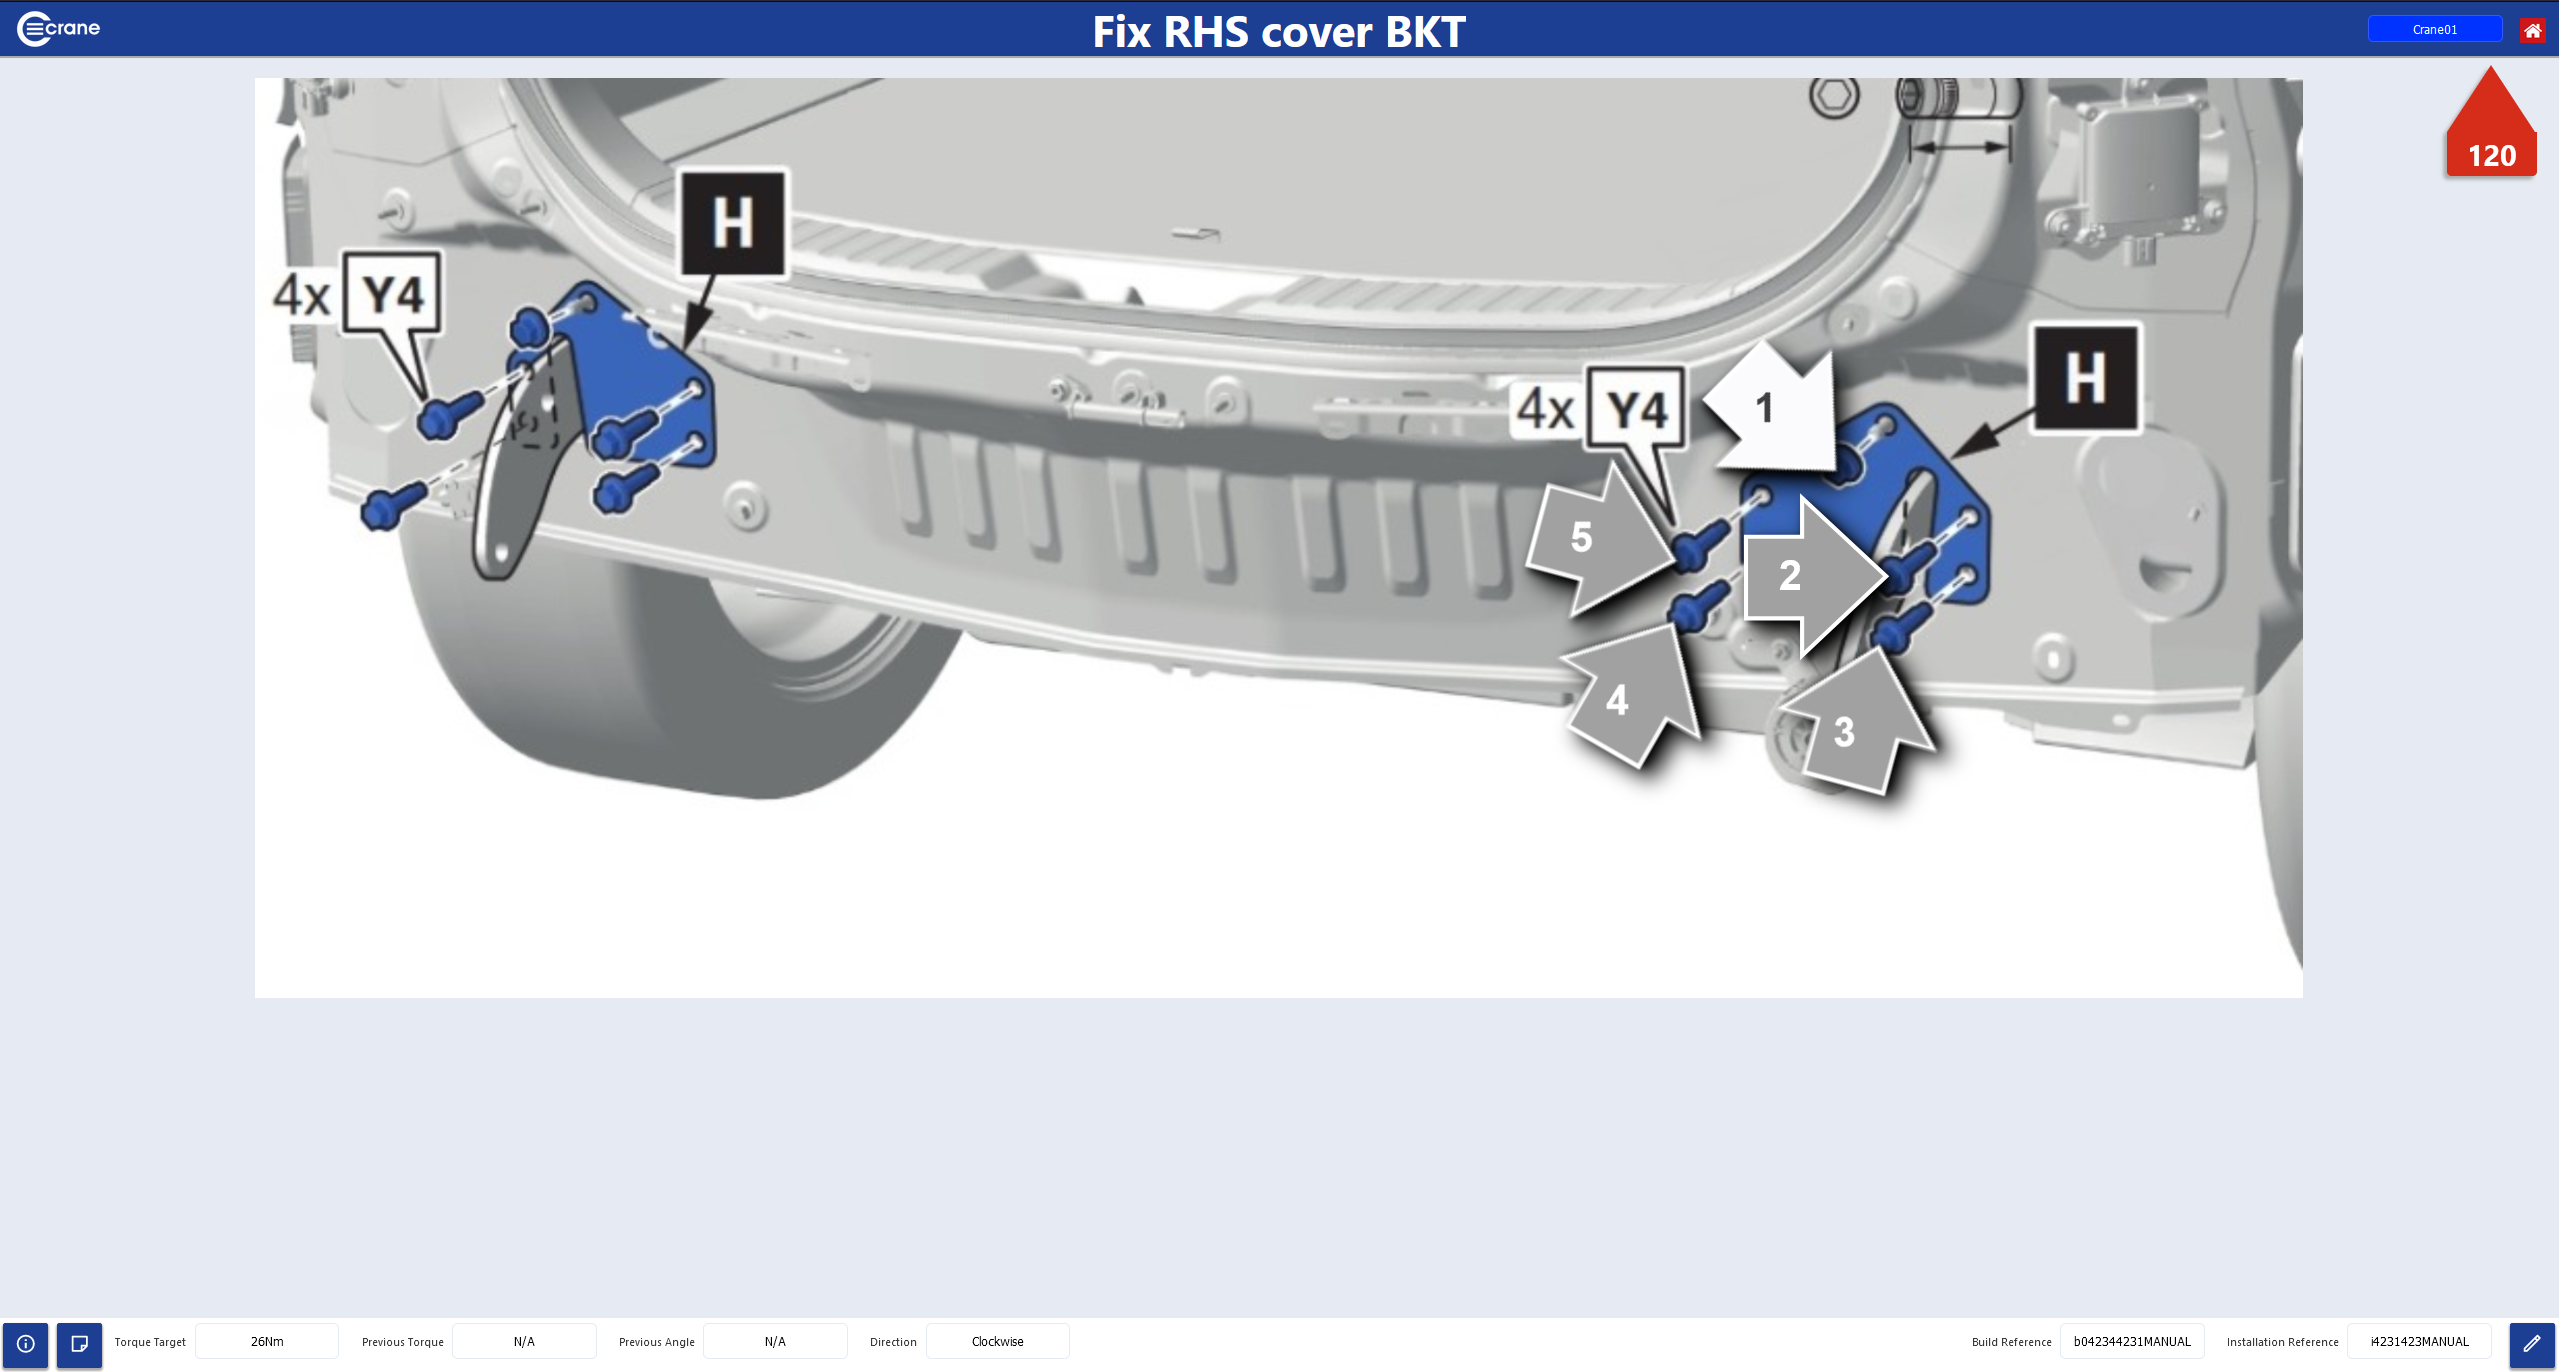 crane
Fix RHS cover BKT
Crane01
120
H
4x Y4
H
4x Y4
1
5
2
4
3
Torque Target 26Nm Previous Torque N/A Previous Angle N/A Direction Clockwise Build Reference b042344231MANUAL Installation Reference i4231423MANUAL